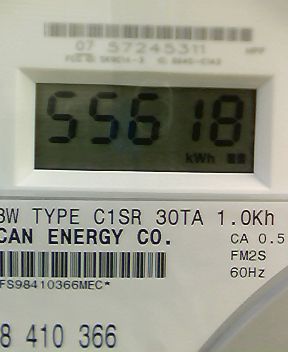 07 57245311
55618
kWh
3W TYPE C1SR 30TA 1.0Kh
CAN ENERGY CO.
CA 0.5
FM2S
60Hz
FS98410366MEC*
8 410 366